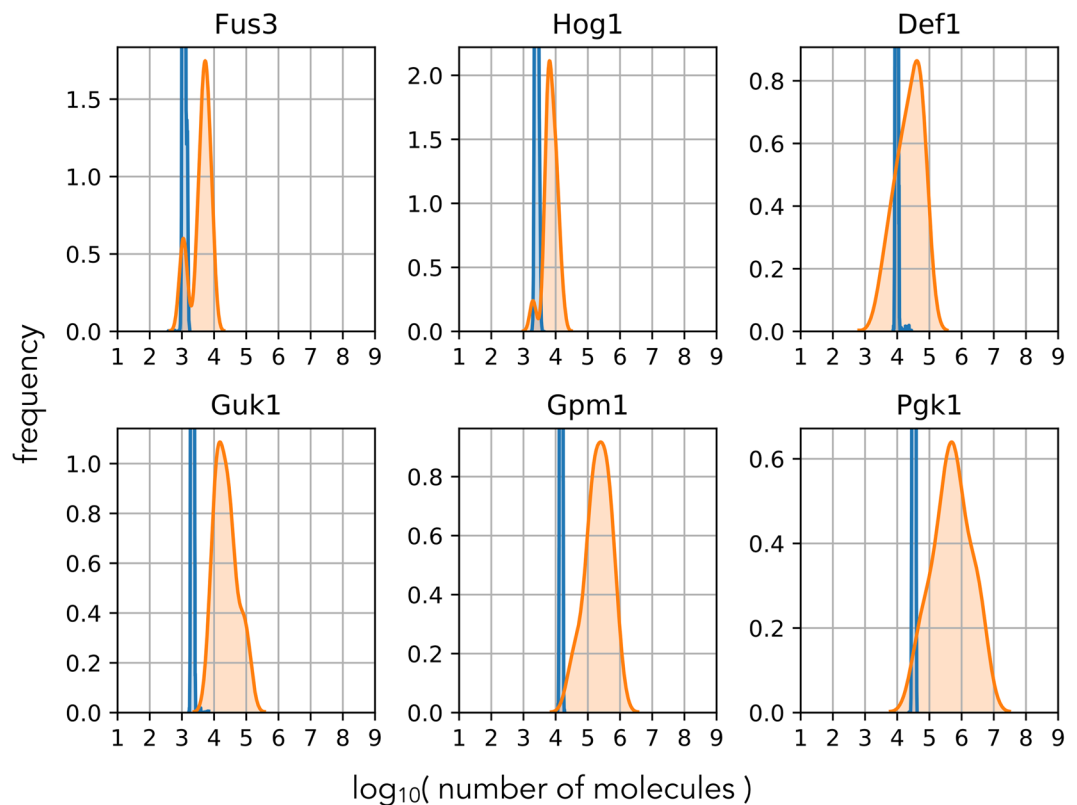 Fus3 Hog1 Def1
1.5 2.0 0.8
1.5 0.6
1.0
1.0 0.4
0.5
0.5 0.2
0.0 0.0 0.0
1 2 3 4 5 6 7 8 9 1 2 3 4 5 6 7 8 9 1 2 3 4 5 6 7 8 9
frequency
Guk1 Gpm1 Pgk1
1.0 0.8 0.6
0.8
0.6 0.6 0.4
0.4 0.4
0.2 0.2 0.2
0.0 0.0 0.0
1 2 3 4 5 6 7 8 9 1 2 3 4 5 6 7 8 9 1 2 3 4 5 6 7 8 9
log₁₀( number of molecules )